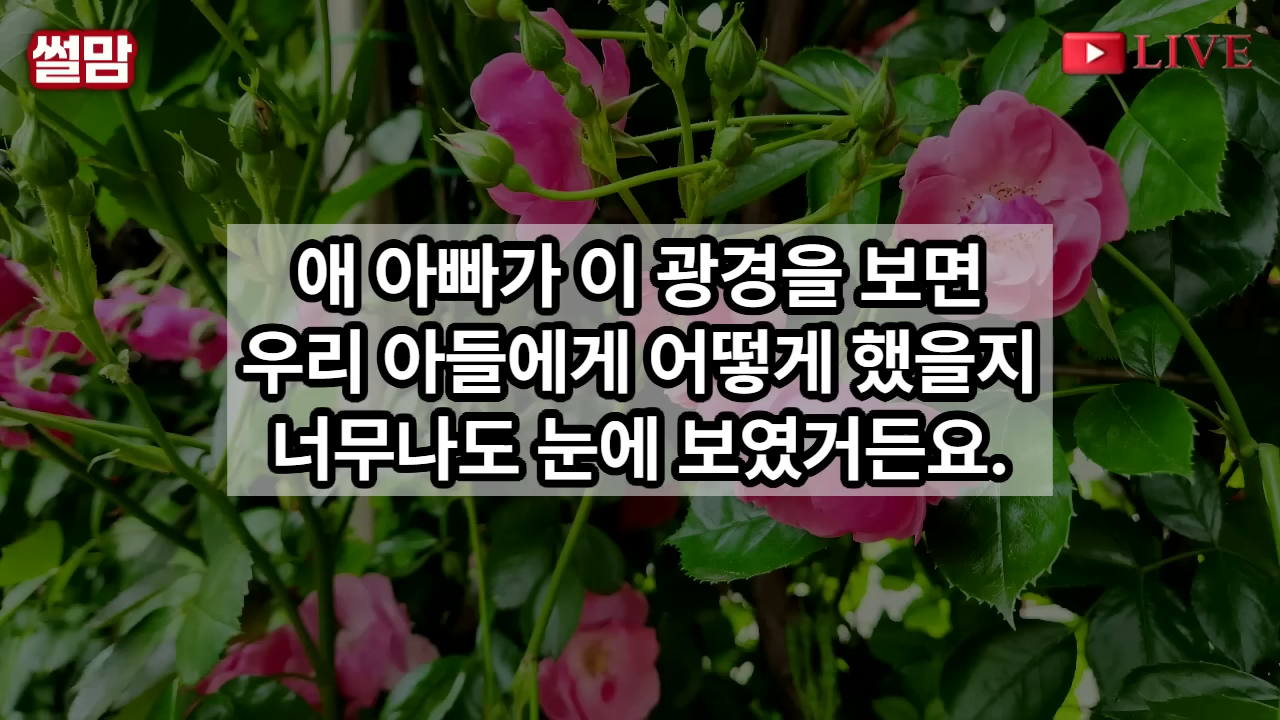 썰맘
LIVE
애 아빠가 이 광경을 보면
우리 아들에게 어떻게 했을지
너무나도 눈에 보였거든요.